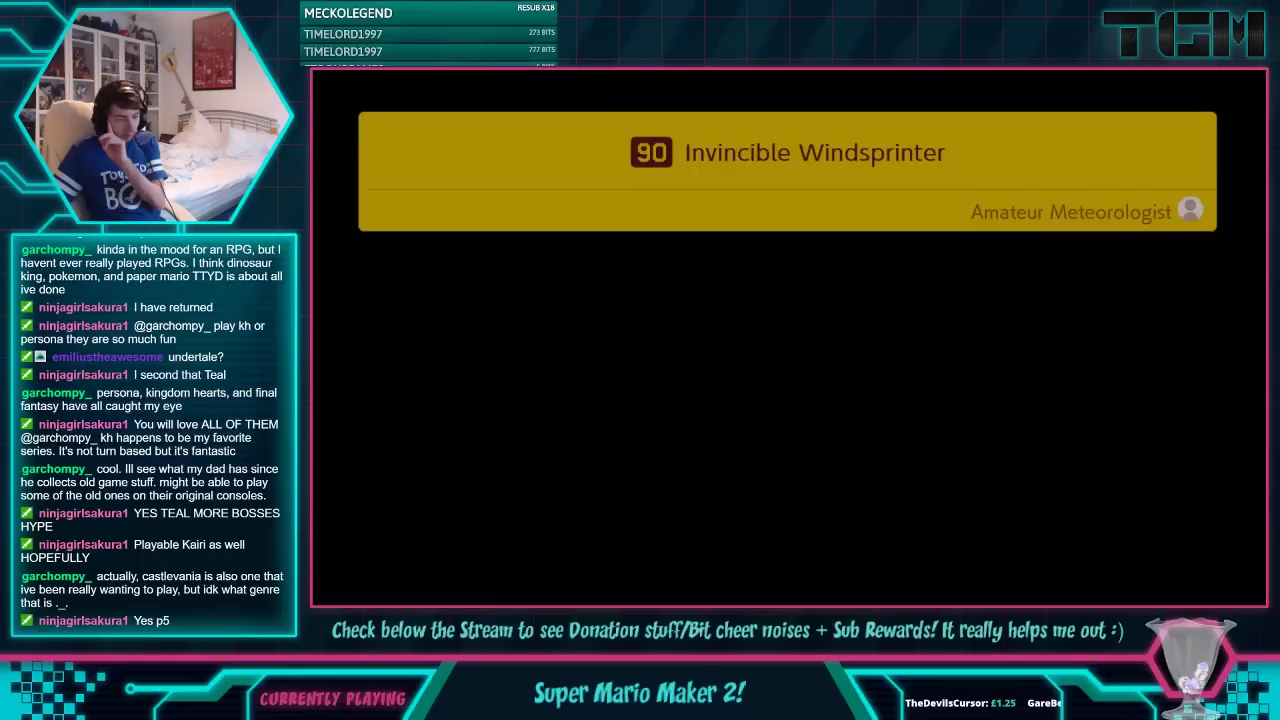 MECKOLEGEND RESUB X18
TIMELORD1997 273 BITS
TIMELORD1997 777 BITS
TGM
90 Invincible Windsprinter
Amateur Meteorologist
garchompy_ kinda in the mood for an RPG, but I
havent ever really played RPGs. I think dinosaur
king, pokemon, and paper mario TTYD is about all
ive done
ninjagirlsakura1 I have returned
ninjagirlsakura1 @garchompy_ play kh or
persona they are so much fun
emiliustheawesome undertale?
ninjagirlsakura1 I second that Teal
garchompy_ persona, kingdom hearts, and final
fantasy have all caught my eye
ninjagirlsakura1 You will love ALL OF THEM
@garchompy_ kh happens to be my favorite
series. It's not turn based but it's fantastic
garchompy_ cool. Ill see what my dad has since
he collects old game stuff. might be able to play
some of the old ones on their original consoles.
ninjagirlsakura1 YES TEAL MORE BOSSES
HYPE
ninjagirlsakura1 Playable Kairi as well
HOPEFULLY
garchompy_ actually, castlevania is also one that
ive been really wanting to play, but idk what genre
that is ._.
ninjagirlsakura1 Yes p5
Check below the Stream to see Donation stuff/Bit cheer noises + Sub Rewards! It really helps me out :)
CURRENTLY PLAYING
Super Mario Maker 2!
TheDevilsCursor: £1.25 GareBe